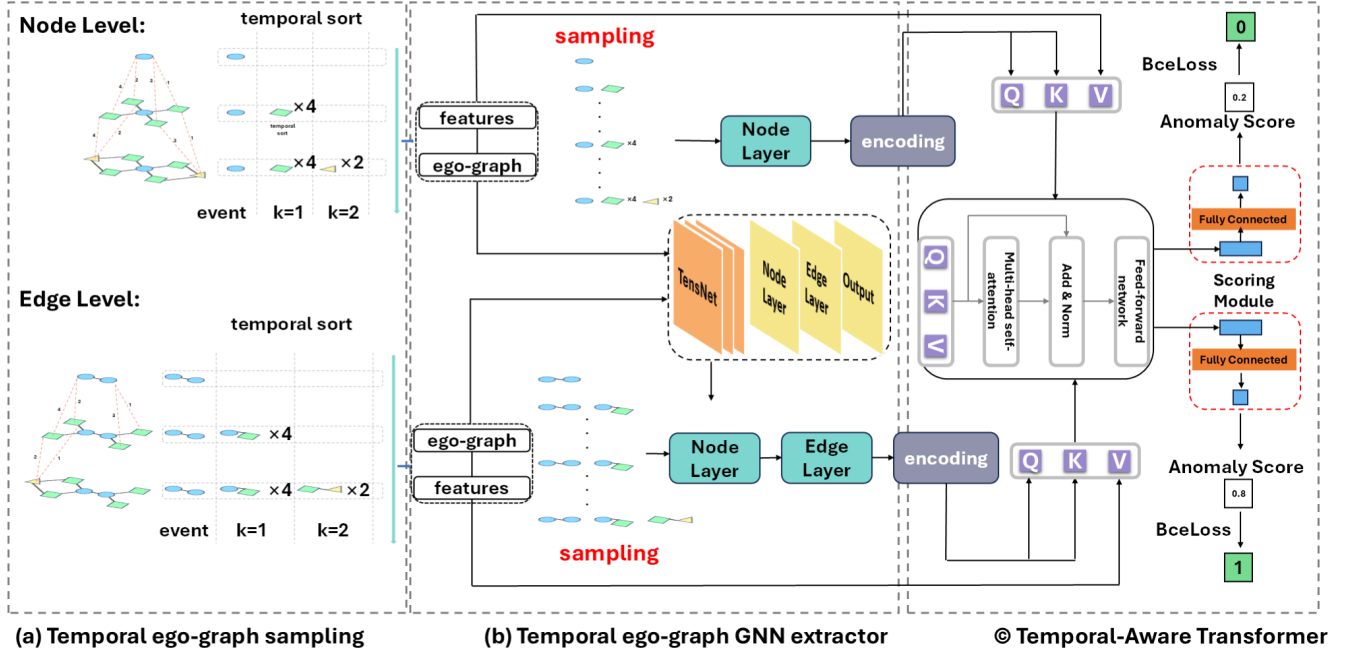 Node Level:
temporal sort
×4
temporal
sort
×4
×2
event
k=1
k=2
Edge Level:
temporal sort
×4
×4
×2
event
k=1
k=2
(a) Temporal ego-graph sampling
features
ego-graph
sampling
×4
×4
×2
Node
Layer
encoding
TensNet
Node
Layer
Edge
Layer
Output
ego-graph
features
Node
Layer
Edge
Layer
encoding
sampling
(b) Temporal ego-graph GNN extractor
Q K V
Q
K
V
Multi-head self-
attention
Add & Norm
Feed-forward
network
Q K V
0
BceLoss
0.2
Anomaly Score
Fully Connected
Scoring
Module
Fully Connected
Anomaly Score
0.8
BceLoss
1
© Temporal-Aware Transformer